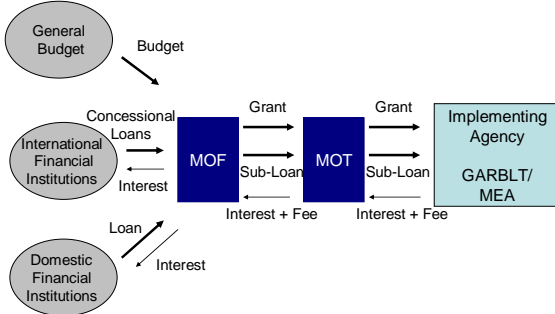 General
Budget
Budget
Concessional
Loans
International
Financial
Institutions
Interest
Loan
Interest
Domestic
Financial
Institutions
MOF
Grant
Sub-Loan
Interest + Fee
MOT
Grant
Sub-Loan
Interest + Fee
Implementing
Agency
GARBLT/
MEA